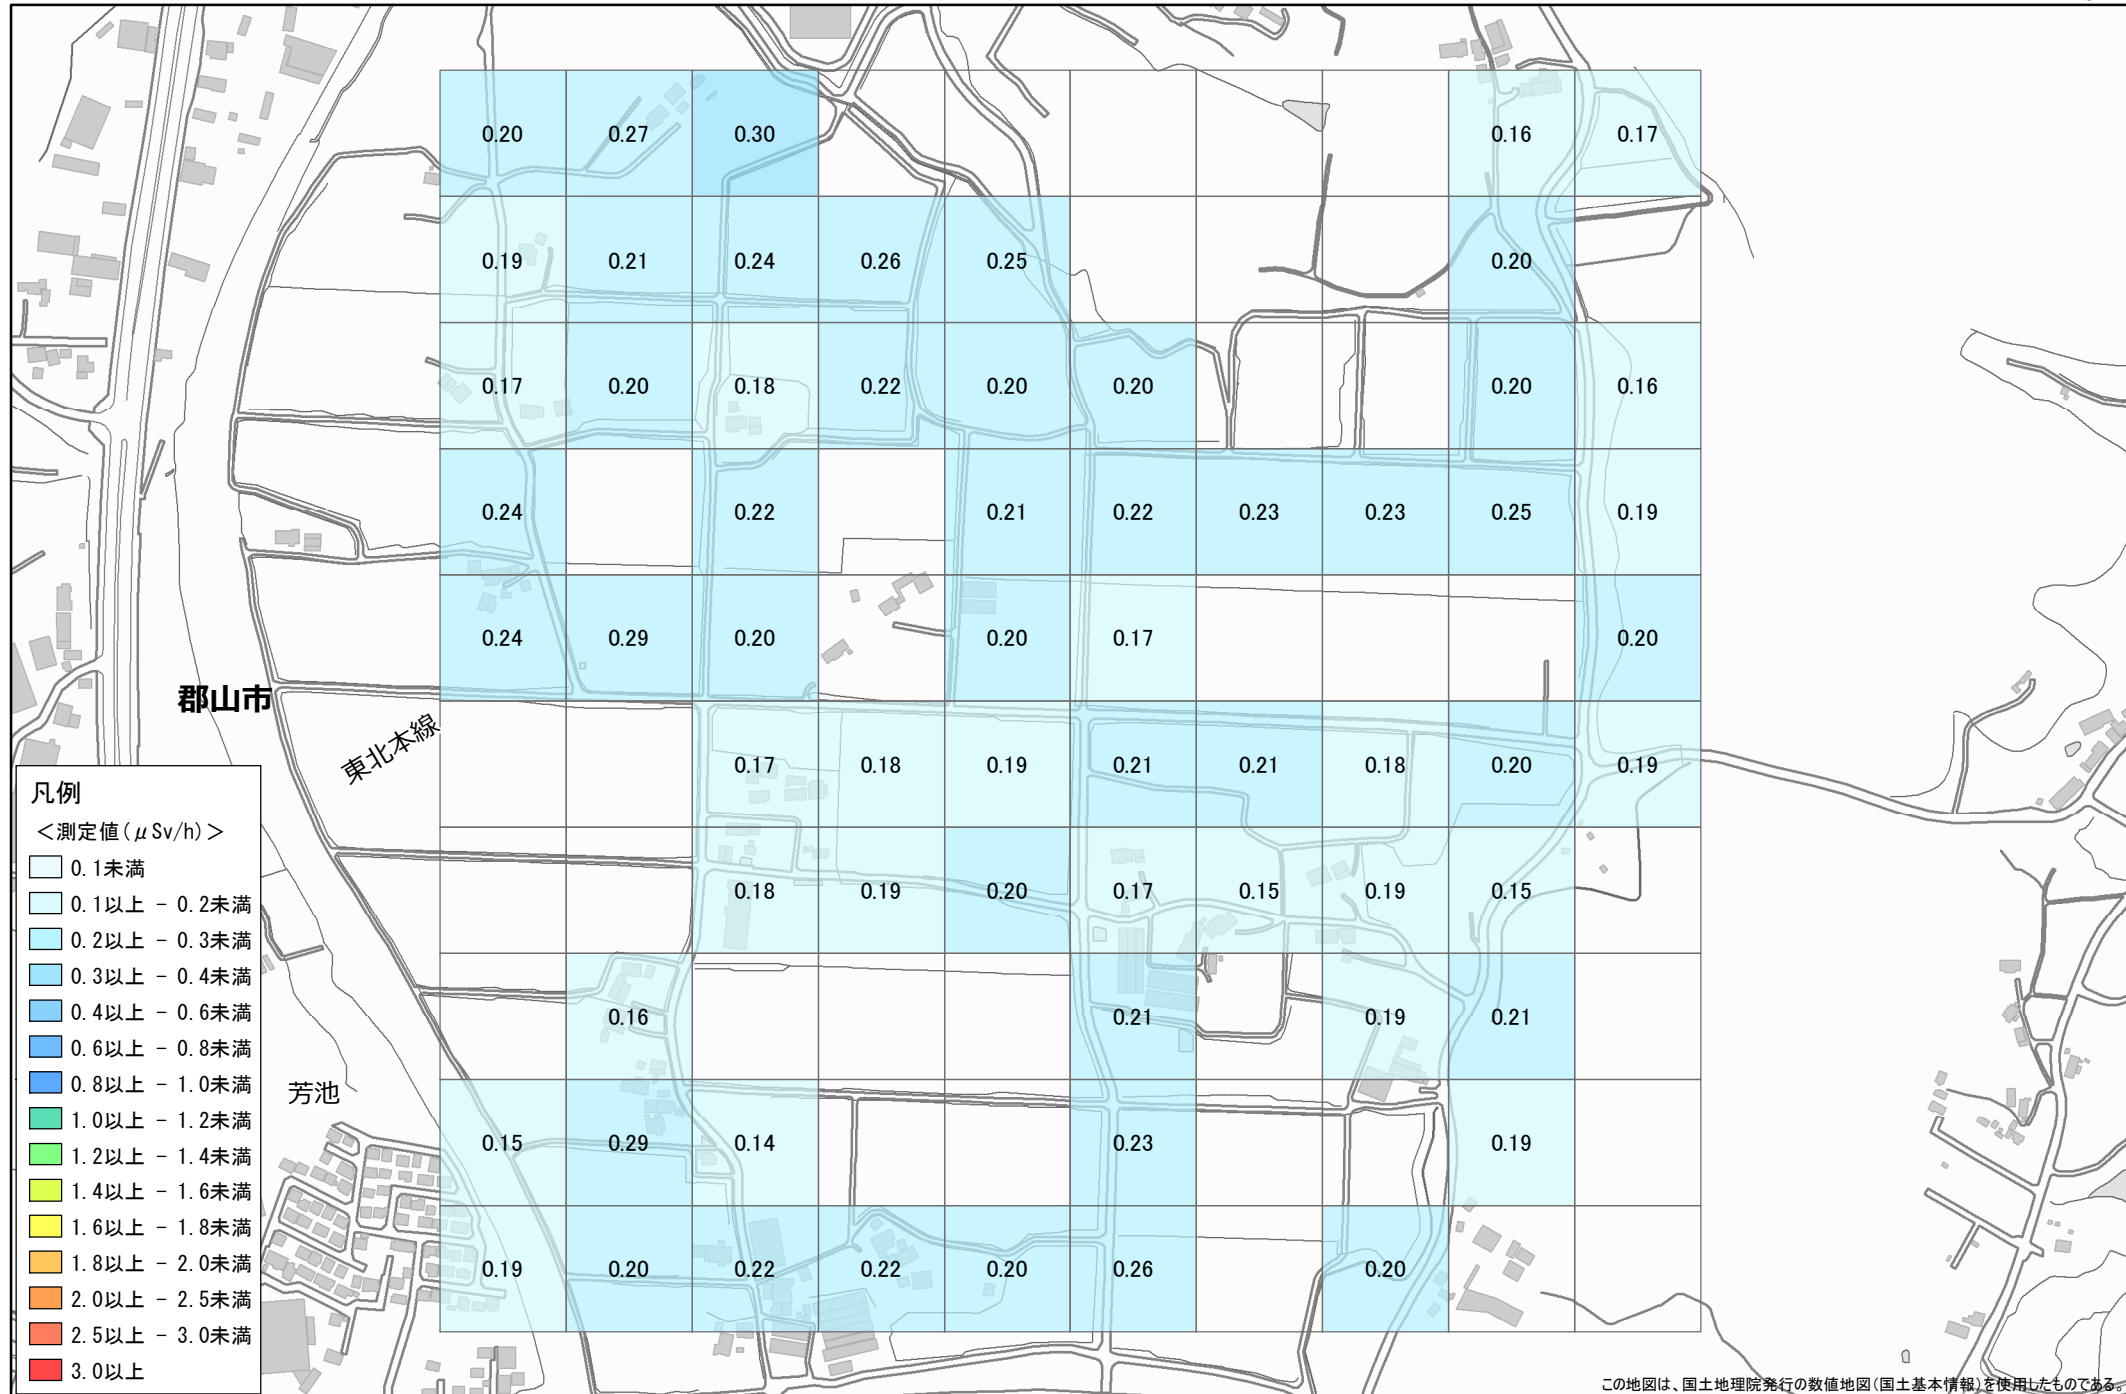 0.20 0.27 0.30 0.16 0.17
0.19 0.21 0.24 0.26 0.25 0.20
0.17 0.20 0.18 0.22 0.20 0.20 0.20 0.16
0.24 0.22 0.21 0.22 0.23 0.23 0.25 0.19
0.24 0.29 0.20 0.20 0.17 0.20
郡山市
東北本線
0.17 0.18 0.19 0.21 0.21 0.18 0.20 0.19
0.18 0.19 0.20 0.17 0.15 0.19 0.15
0.16 0.21 0.19 0.21
芳池
0.15 0.29 0.14 0.23 0.19
0.19 0.20 0.22 0.22 0.20 0.26 0.20
凡例
＜測定値(μSv/h)＞
0.1未満
0.1以上 － 0.2未満
0.2以上 － 0.3未満
0.3以上 － 0.4未満
0.4以上 － 0.6未満
0.6以上 － 0.8未満
0.8以上 － 1.0未満
1.0以上 － 1.2未満
1.2以上 － 1.4未満
1.4以上 － 1.6未満
1.6以上 － 1.8未満
1.8以上 － 2.0未満
2.0以上 － 2.5未満
2.5以上 － 3.0未満
3.0以上
この地図は、国土地理院発行の数値地図(国土基本情報)を使用したものである。